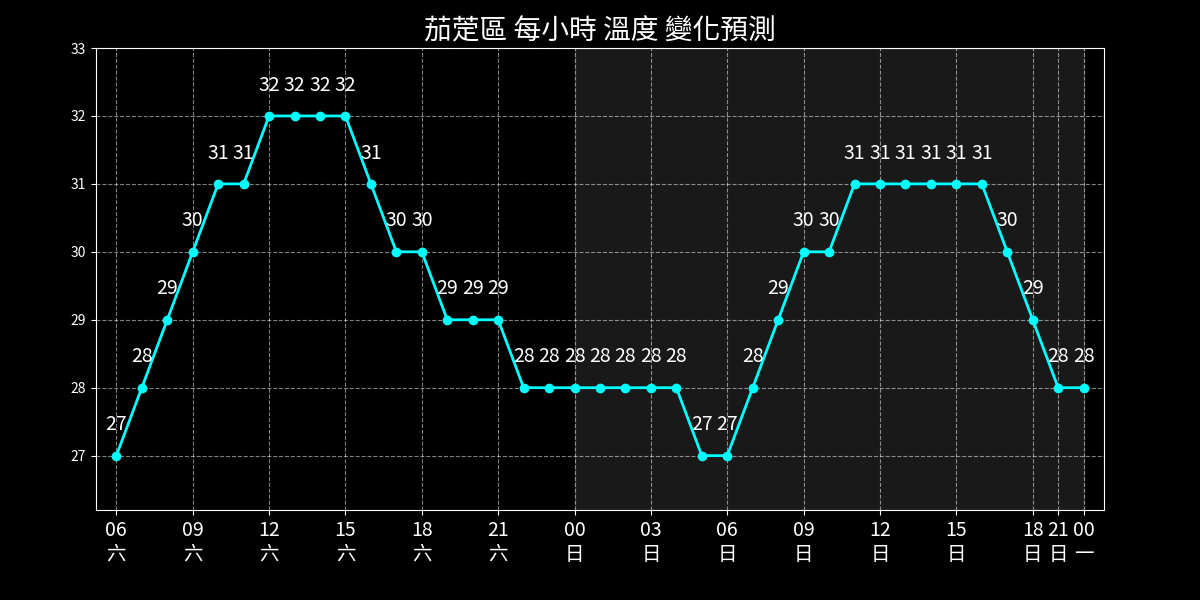 茄萣區 每小時 溫度 變化預測
33
32 32 32 32
32
31 31 31 31 31 31 31 31 31
31
30 30 30 30 30 30
30
29 29 29 29 29 29
29
28 28 28 28 28 28 28 28 28 28 28
28
27 27 27
27
06 09 12 15 18 21 00 03 06 09 12 15 18 21 00
六 六 六 六 六 六 日 日 日 日 日 日 日 日 一